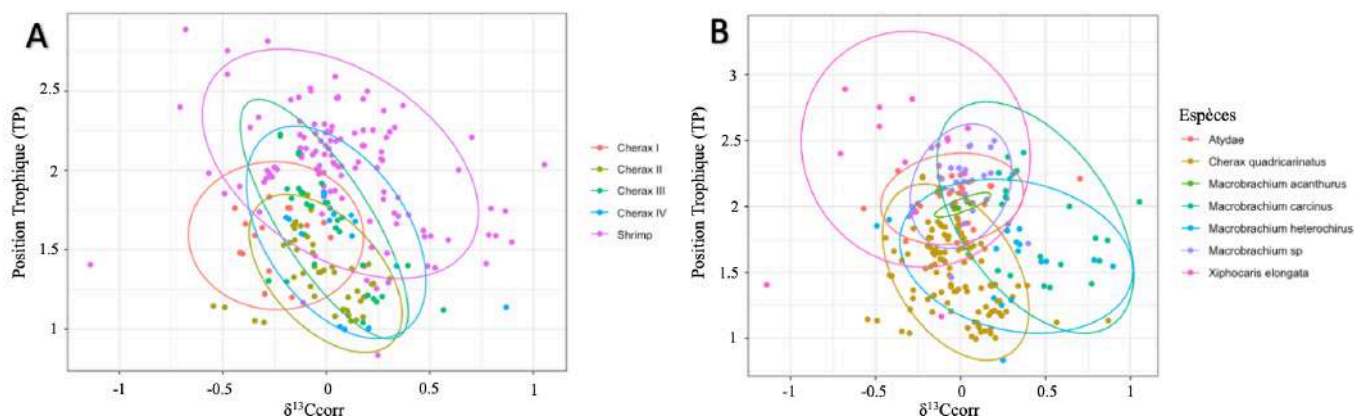 A
Position Trophique (TP)
2.5
2
1.5
1
-1
-0.5
0
0.5
1
δ¹³Ccorr
Cherax I
Cherax II
Cherax III
Cherax IV
Shrimp
B
Position Trophique (TP)
3
2.5
2
1.5
1
-1
-0.5
0
0.5
1
δ¹³Ccorr
Espèces
Atydae
Cherax quadricarinatus
Macrobrachium acanthurus
Macrobrachium carcinus
Macrobrachium heterochirus
Macrobrachium sp
Xiphocaris elongata